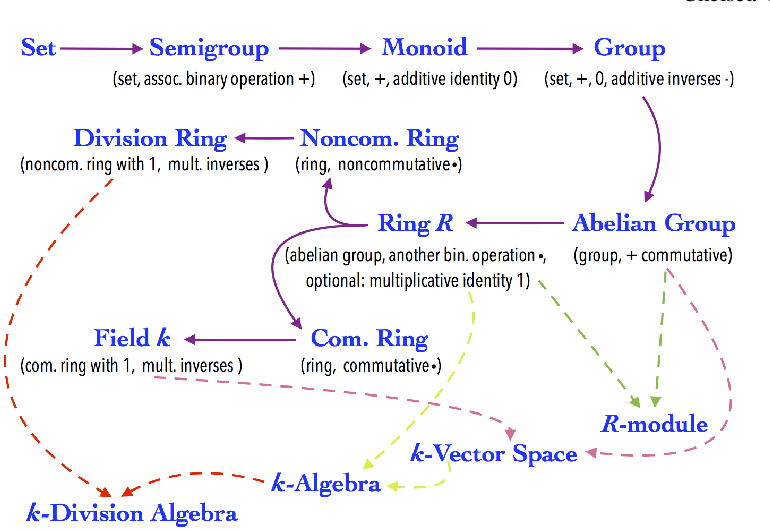 Set Semigroup Monoid Group
(set, assoc. binary operation +) (set, +, additive identity 0) (set, +, 0, additive inverses -)
Division Ring Noncom. Ring
(noncom. ring with 1, mult. inverses ) (ring, noncommutative•)
Ring R Abelian Group
(abelian group, another bin. operation •, (group, + commutative)
optional: multiplicative identity 1)
Field k Com. Ring
(com. ring with 1, mult. inverses ) (ring, commutative•)
R-module
k-Vector Space
k-Algebra
k-Division Algebra